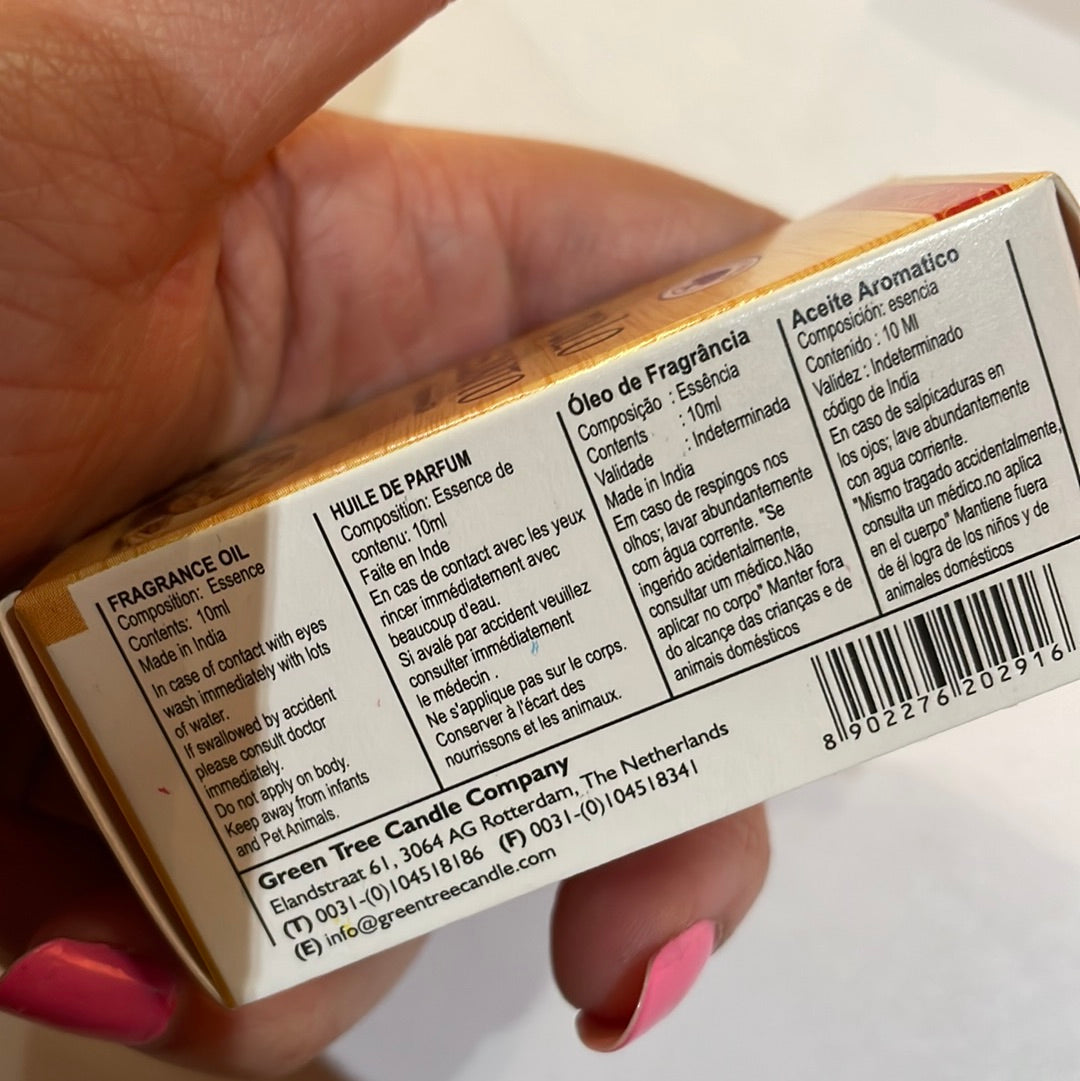 FRAGRANCE OIL
Composition: Essence
Contents: 10ml
Made in India
In case of contact with eyes
wash immediately with lots
of water.
If swallowed by accident
please consult doctor
immediately.
Do not apply on body.
Keep away from infants
and Pet Animals.
HUILE DE PARFUM
Composition: Essence de
contenu: 10ml
Faite en Inde
En cas de contact avec les yeux
rincer immédiatement avec
beaucoup d'eau.
Si avalé par accident veuillez
consulter immédiatement
le médecin .
Ne s'applique pas sur le corps.
Conserver à l'écart des
nourrissons et les animaux.
Óleo de Fragrância
Composição : Essência
Contents : 10ml
Validade : Indeterminada
Made in India
Em caso de respingos nos
olhos; lavar abundantemente
com água corrente. "Se
ingerido acidentalmente,
consultar um médico.Não
aplicar no corpo" Manter fora
do alcançe das crianças e de
animais domésticos
Aceite Aromatico
Composición: esencia
Contenido : 10 Ml
Validez : Indeterminado
código de India
En caso de salpicaduras en
los ojos; lave abundantemente
con agua corriente.
"Mismo tragado accidentalmente,
consulta un médico.no aplica
en el cuerpo" Mantiene fuera
de él logra de los niños y de
animales domésticos
Green Tree Candle Company
Elandstraat 61, 3064 AG Rotterdam, The Netherlands
(T) 0031-(0)104518186 (F) 0031-(0)104518341
(E) info@greentreecandle.com
8 902276 202916